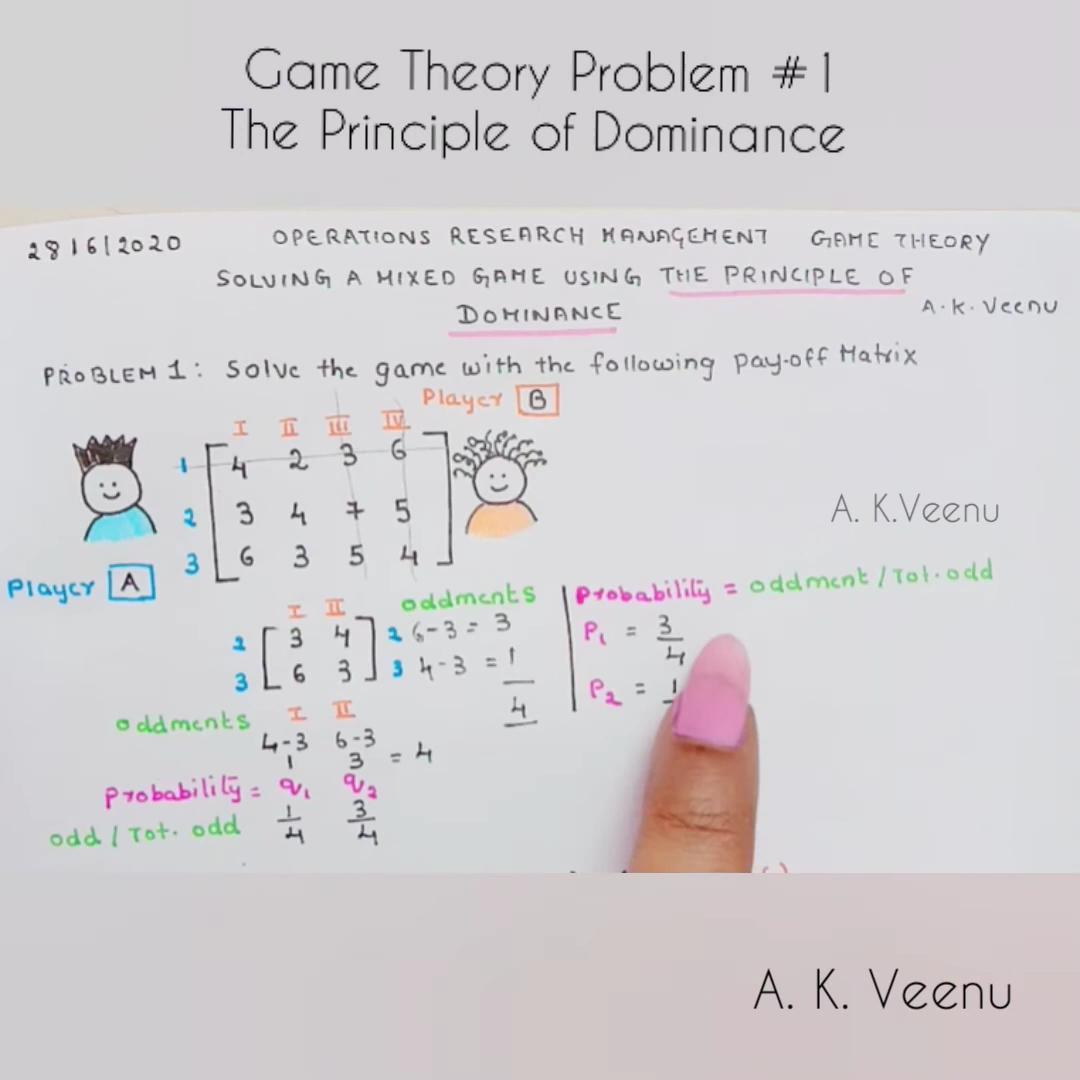 Game Theory Problem #1
The Principle of Dominance
28/6/2020
OPERATIONS RESEARCH MANAGEMENT GAME THEORY
SOLVING A MIXED GAME USING THE PRINCIPLE OF
DOMINANCE
A.K.Veenu
PROBLEM 1: Solve the game with the following pay-off Matrix
Player B
I II III IV
1 4 2 3 6
2 3 4 7 5
3 6 3 5 4
Player A
A. K.Veenu
I II oddments
2 3 4 2 6-3 = 3
3 6 3 3 4-3 = 1
4
Probability = oddment / Tot. odd
P1 = 3/4
P2 = 1
oddments I II
4-3 6-3
1 3 = 4
Probability = q1 q2
odd / Tot. odd 1/4 3/4
A. K. Veenu